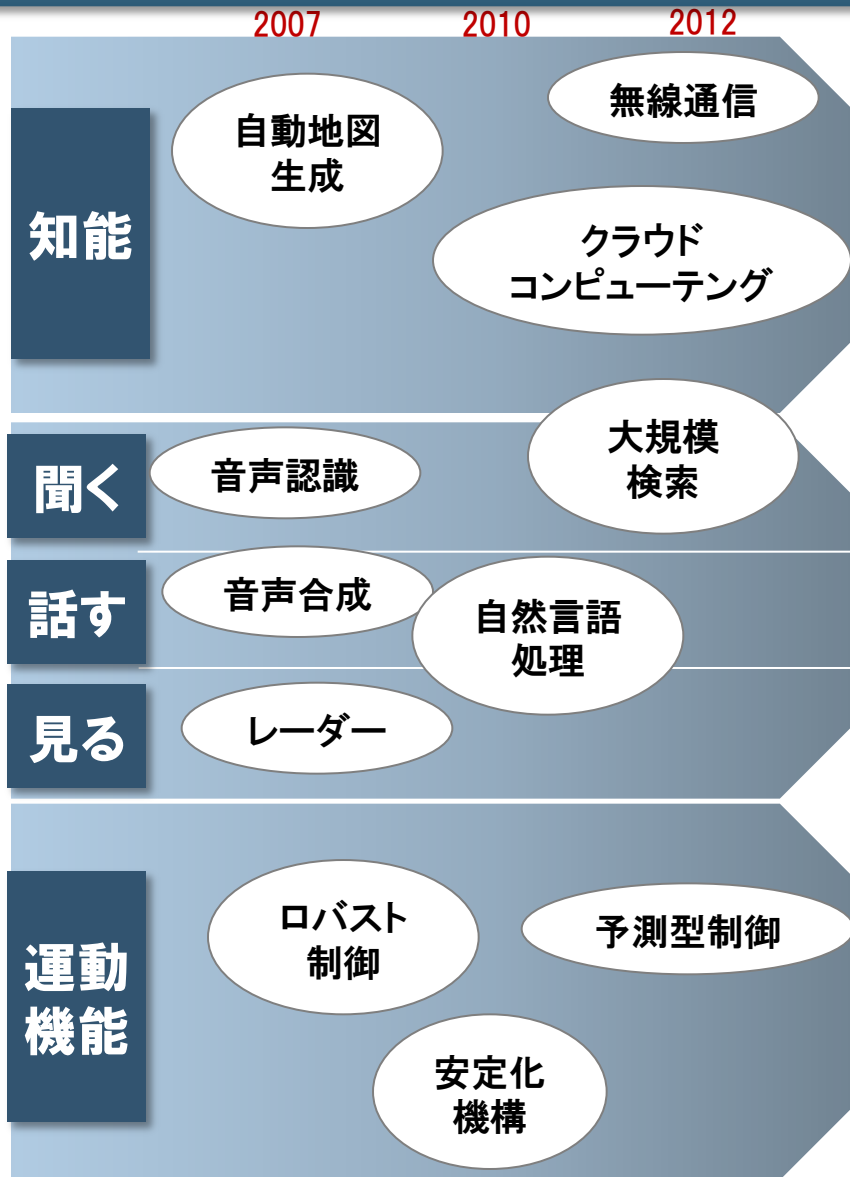 2007 2010 2012
知能
自動地図
生成
無線通信
クラウド
コンピューテング
聞く
音声認識
大規模
検索
話す
音声合成
自然言語
処理
見る
レーダー
運動
機能
ロバスト
制御
予測型制御
安定化
機構